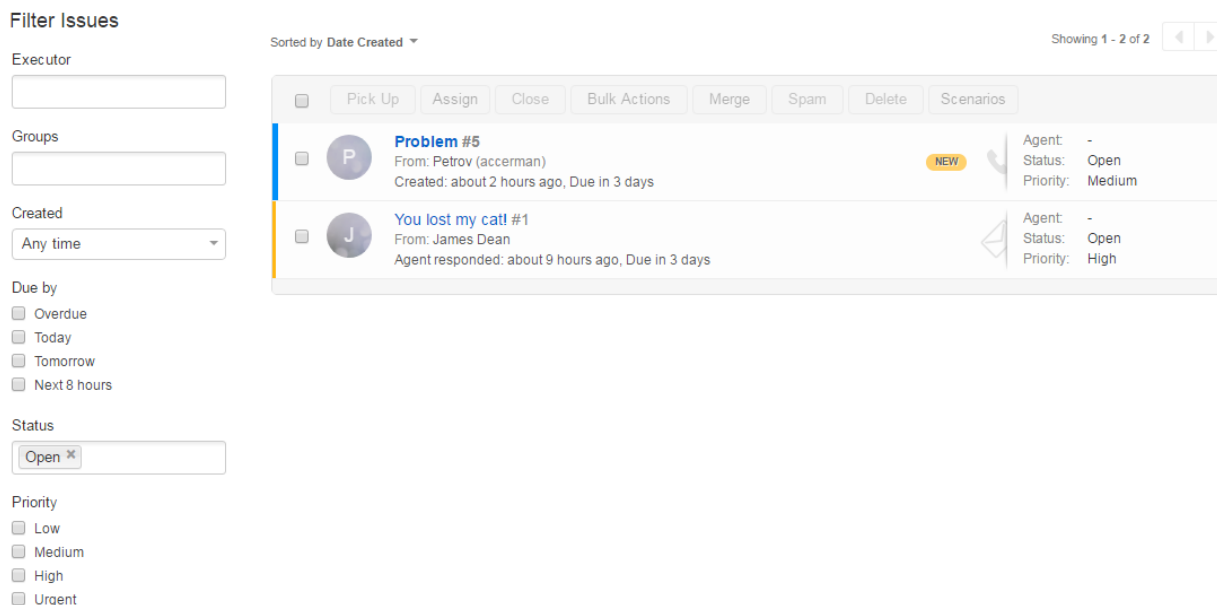 Filter Issues
Executor
Groups
Created
Any time
Due by
Overdue
Today
Tomorrow
Next 8 hours
Status
Open ×
Priority
Low
Medium
High
Urgent
Sorted by Date Created
Showing 1 - 2 of 2
Pick Up Assign Close Bulk Actions Merge Spam Delete Scenarios
P
Problem #5
From: Petrov (accerman)
Created: about 2 hours ago, Due in 3 days
NEW
Agent: -
Status: Open
Priority: Medium
J
You lost my cat! #1
From: James Dean
Agent responded: about 9 hours ago, Due in 3 days
Agent: -
Status: Open
Priority: High